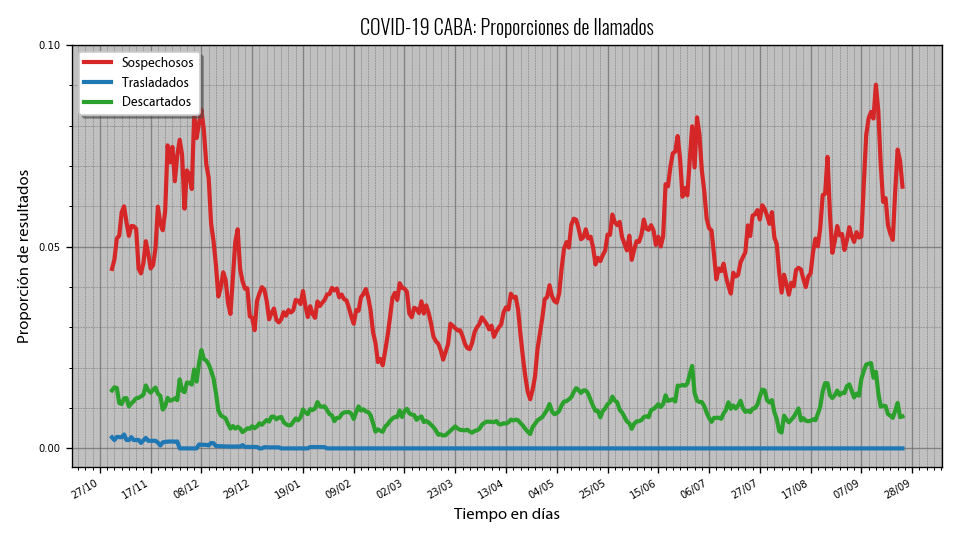 COVID-19 CABA: Proporciones de llamados
Sospechosos
Trasladados
Descartados
Proporción de resultados
0.10
0.05
0.00
27/10 17/11 08/12 29/12 19/01 09/02 02/03 23/03 13/04 04/05 25/05 15/06 06/07 27/07 17/08 07/09 28/09
Tiempo en días